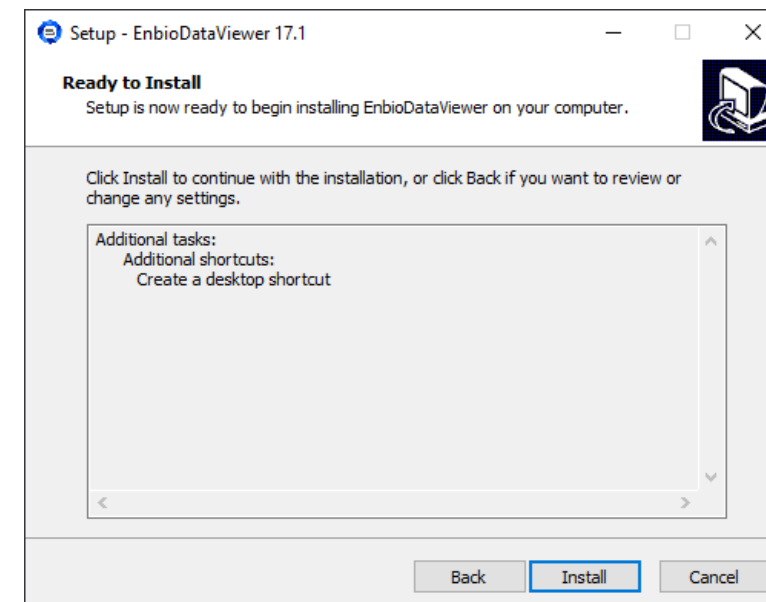 Setup - EnbioDataViewer 17.1
Ready to Install
Setup is now ready to begin installing EnbioDataViewer on your computer.
Click Install to continue with the installation, or click Back if you want to review or
change any settings.
Additional tasks:
Additional shortcuts:
Create a desktop shortcut
Back
Install
Cancel